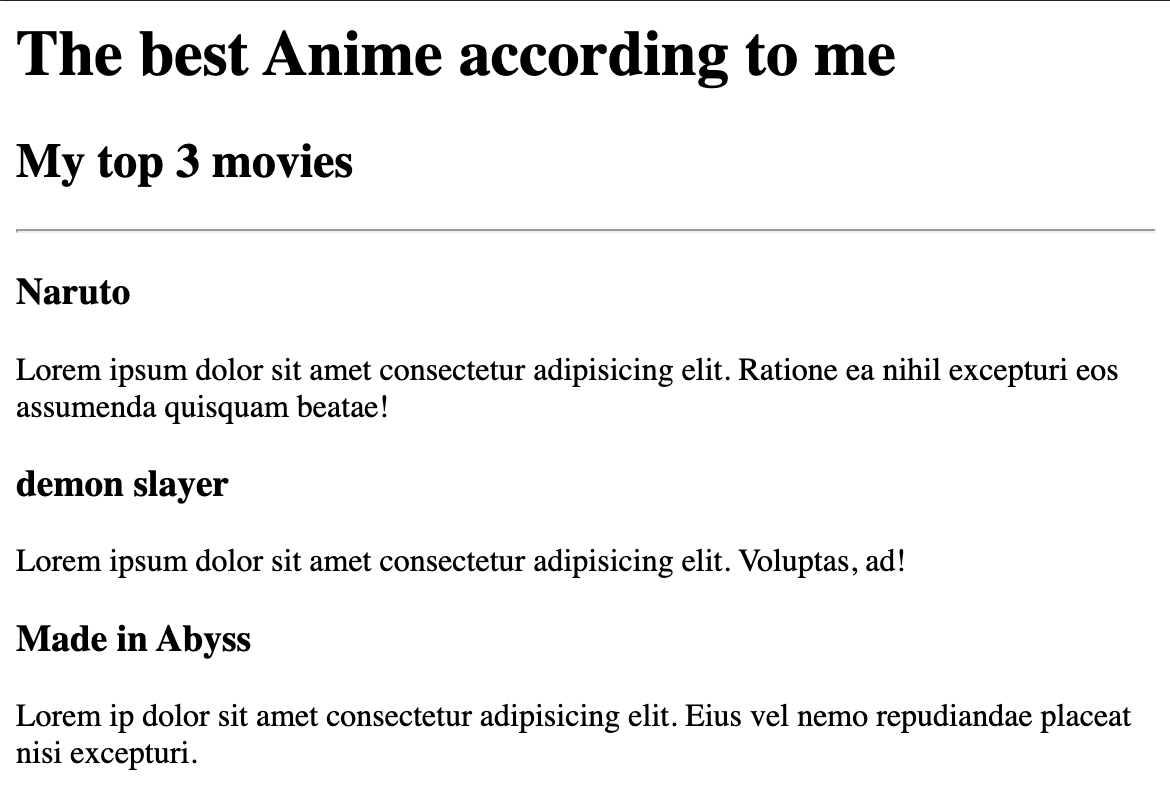 The best Anime according to me
My top 3 movies
Naruto
Lorem ipsum dolor sit amet consectetur adipisicing elit. Ratione ea nihil excepturi eos
assumenda quisquam beatae!
demon slayer
Lorem ipsum dolor sit amet consectetur adipisicing elit. Voluptas, ad!
Made in Abyss
Lorem ip dolor sit amet consectetur adipisicing elit. Eius vel nemo repudiandae placeat
nisi excepturi.